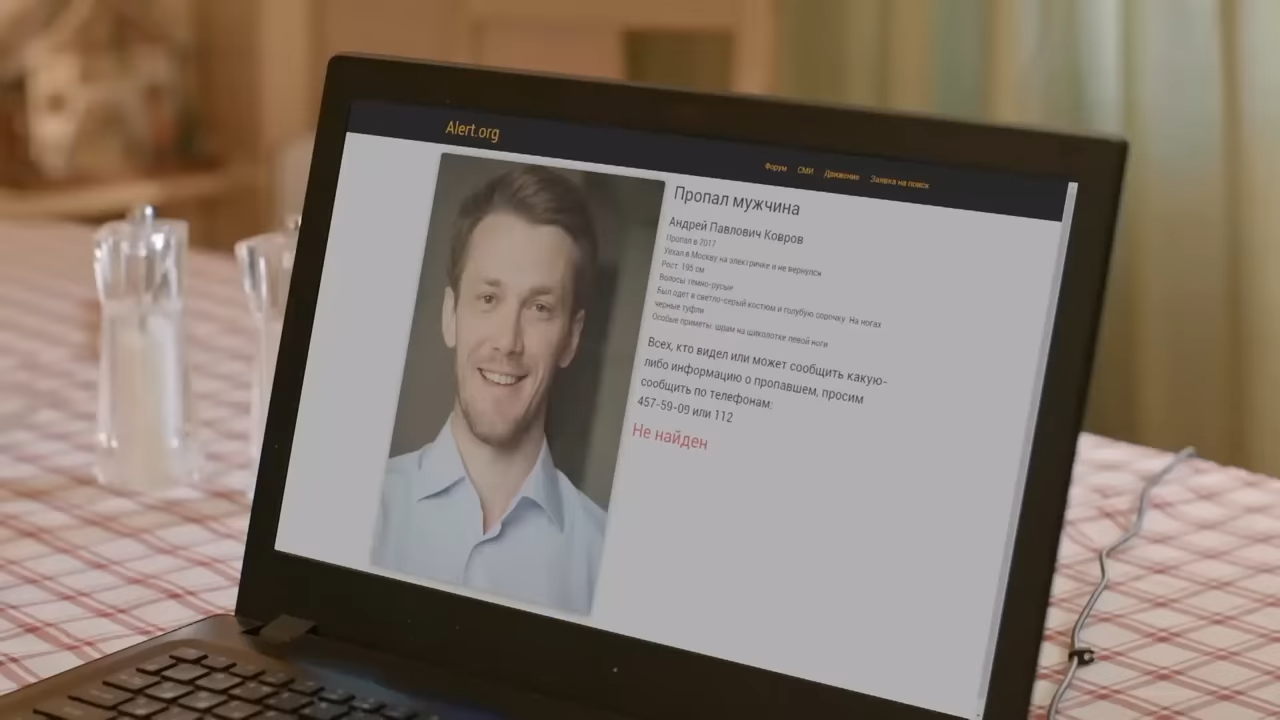 Alert.org
Форум СМИ Движение Заявка на поиск
Пропал мужчина
Андрей Павлович Ковров
Пропал в 2017
Уехал в Москву на электричке и не вернулся
Рост: 195 см
Волосы темно-русые
Был одет в светло-серый костюм и голубую сорочку. На ногах
черные туфли
Особые приметы: шрам на щиколотке левой ноги
Всех, кто видел или может сообщить какую-
либо информацию о пропавшем, просим
сообщить по телефонам:
457-59-09 или 112
Не найден